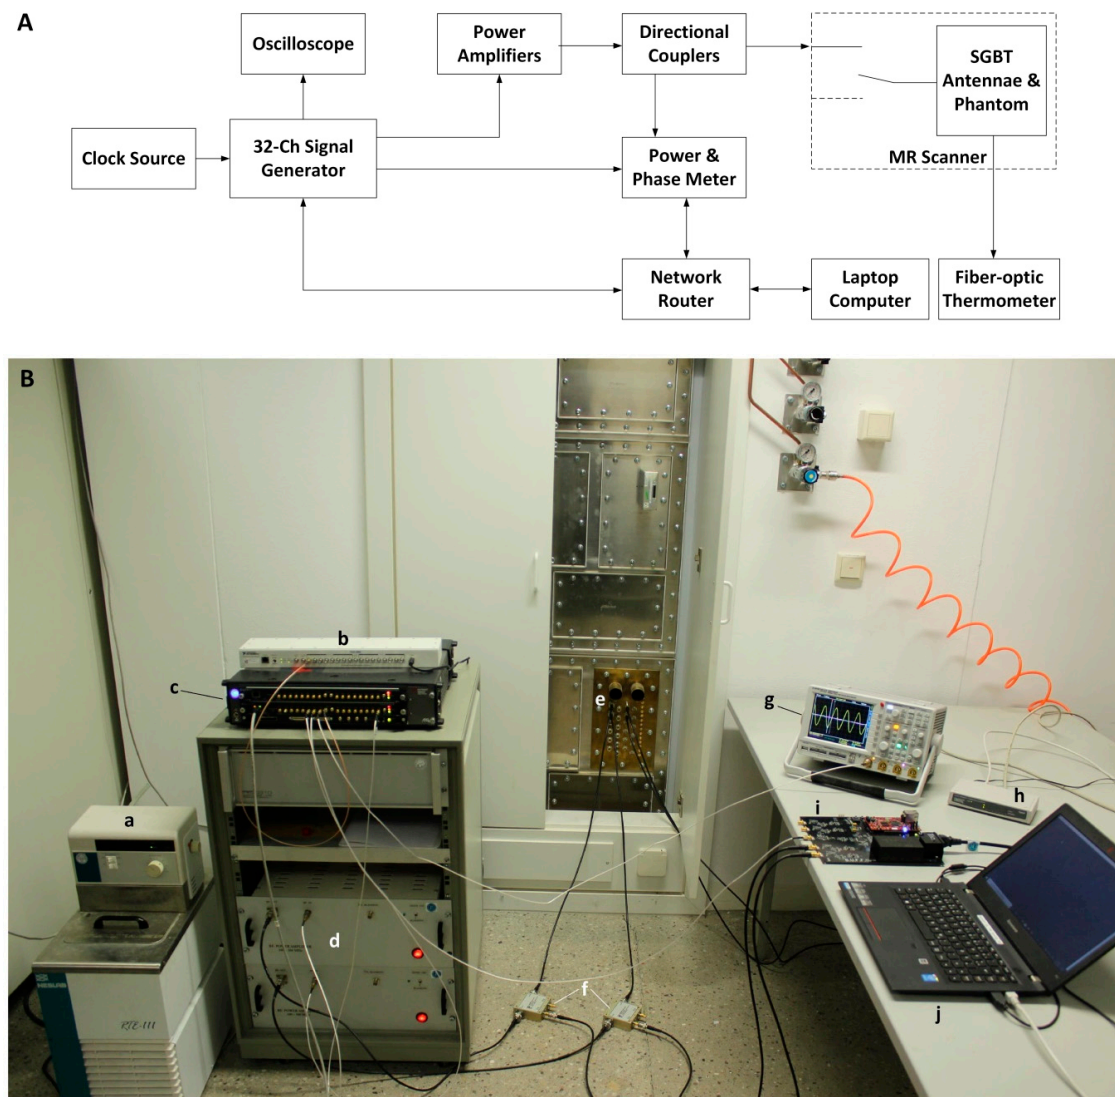 A
Oscilloscope
Power
Amplifiers
Directional
Couplers
SGBT
Antennae &
Phantom
Clock Source
32-Ch Signal
Generator
Power &
Phase Meter
MR Scanner
Network
Router
Laptop
Computer
Fiber-optic
Thermometer
B
b
c
e
g
a
h
i
d
f
j
NESLAB
RTE-111